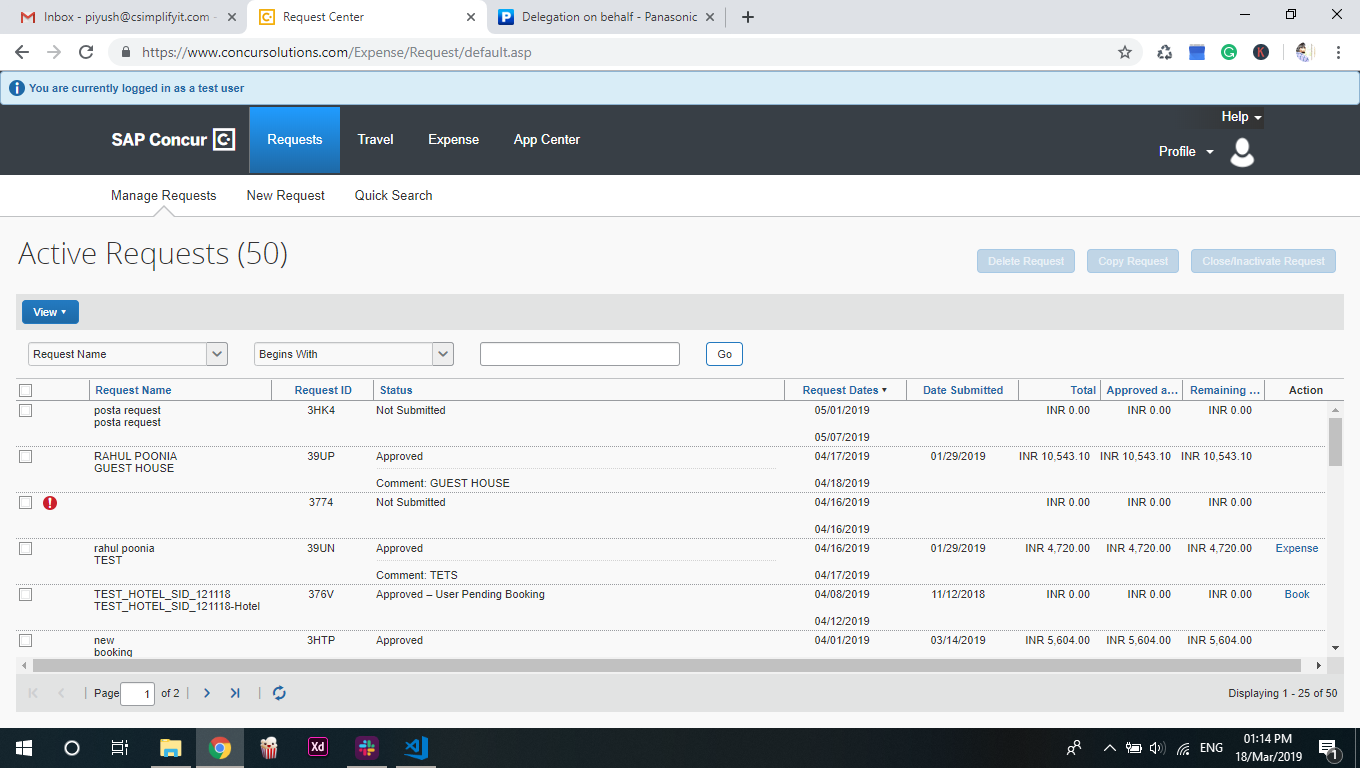 Inbox - piyush@csimplifyit.com -
Request Center
Delegation on behalf - Panasonic
https://www.concursolutions.com/Expense/Request/default.asp
You are currently logged in as a test user
Help
SAP Concur
Requests
Travel
Expense
App Center
Profile
Manage Requests
New Request
Quick Search
Active Requests (50)
Delete Request
Copy Request
Close/Inactivate Request
View
Request Name
Begins With
Go
Request Name Request ID Status Request Dates Date Submitted Total Approved a... Remaining ... Action
posta request 3HK4 Not Submitted 05/01/2019 INR 0.00 INR 0.00 INR 0.00
posta request
05/07/2019
RAHUL POONIA 39UP Approved 04/17/2019 01/29/2019 INR 10,543.10 INR 10,543.10 INR 10,543.10
GUEST HOUSE
Comment: GUEST HOUSE 04/18/2019
3774 Not Submitted 04/16/2019 INR 0.00 INR 0.00 INR 0.00
04/16/2019
rahul poonia 39UN Approved 04/16/2019 01/29/2019 INR 4,720.00 INR 4,720.00 INR 4,720.00 Expense
TEST
Comment: TETS 04/17/2019
TEST_HOTEL_SID_121118 376V Approved – User Pending Booking 04/08/2019 11/12/2018 INR 0.00 INR 0.00 INR 0.00 Book
TEST_HOTEL_SID_121118-Hotel
04/12/2019
new 3HTP Approved 04/01/2019 03/14/2019 INR 5,604.00 INR 5,604.00 INR 5,604.00
booking
Page 1 of 2
Displaying 1 - 25 of 50
Xd
ENG
01:14 PM
18/Mar/2019
1